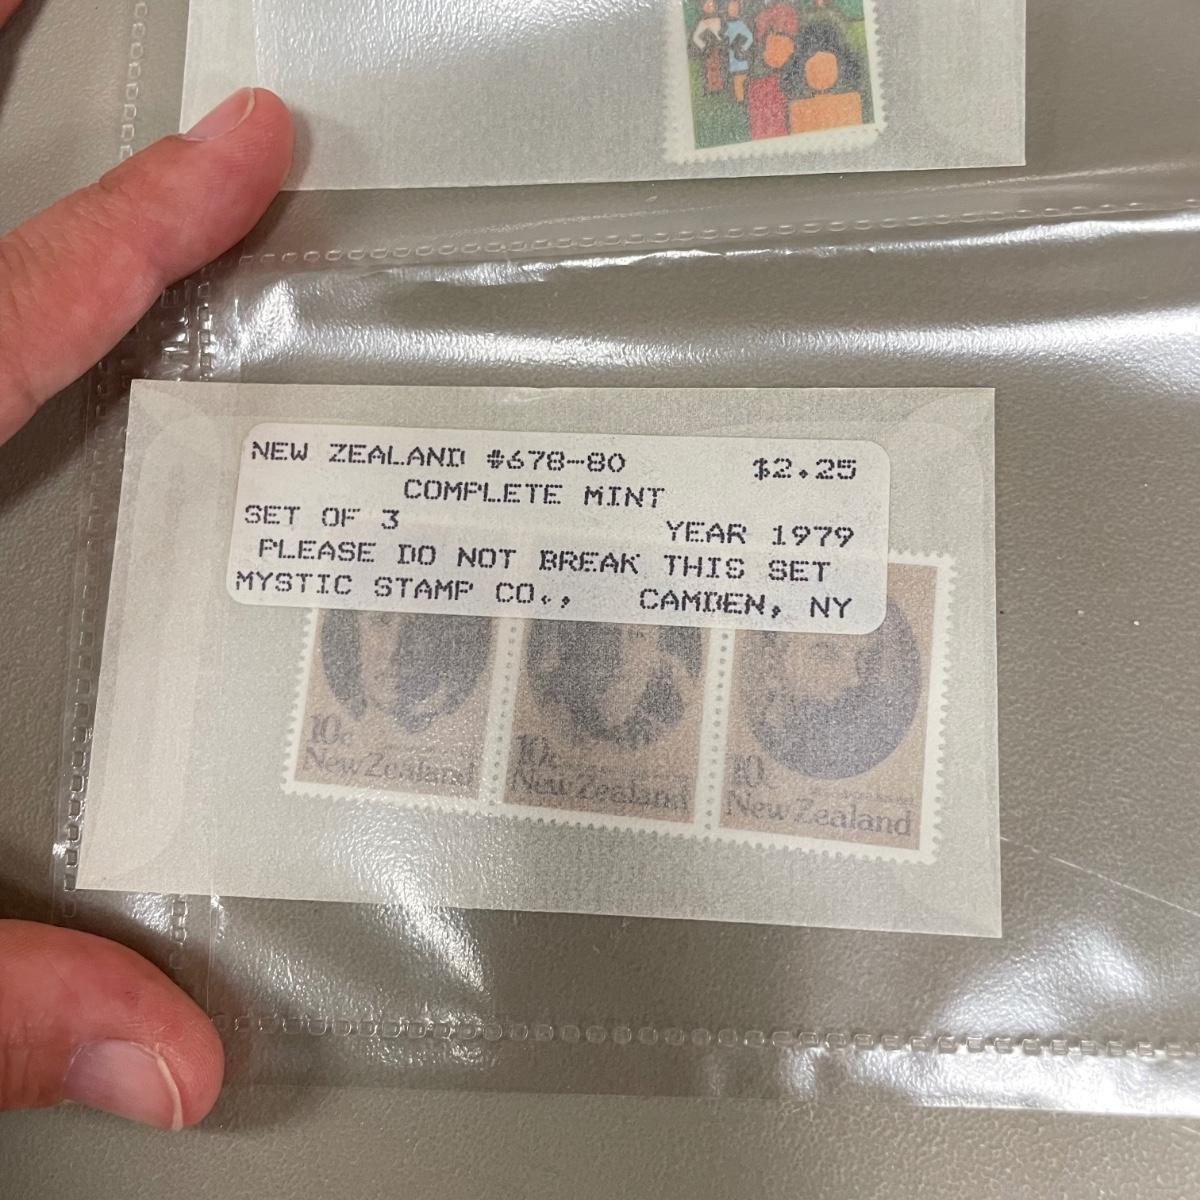 NEW ZEALAND #678-80 $2.25
COMPLETE MINT
SET OF 3 YEAR 1979
PLEASE DO NOT BREAK THIS SET
MYSTIC STAMP CO., CAMDEN, NY
10c
New Zealand
10c
New Zealand
10c
New Zealand